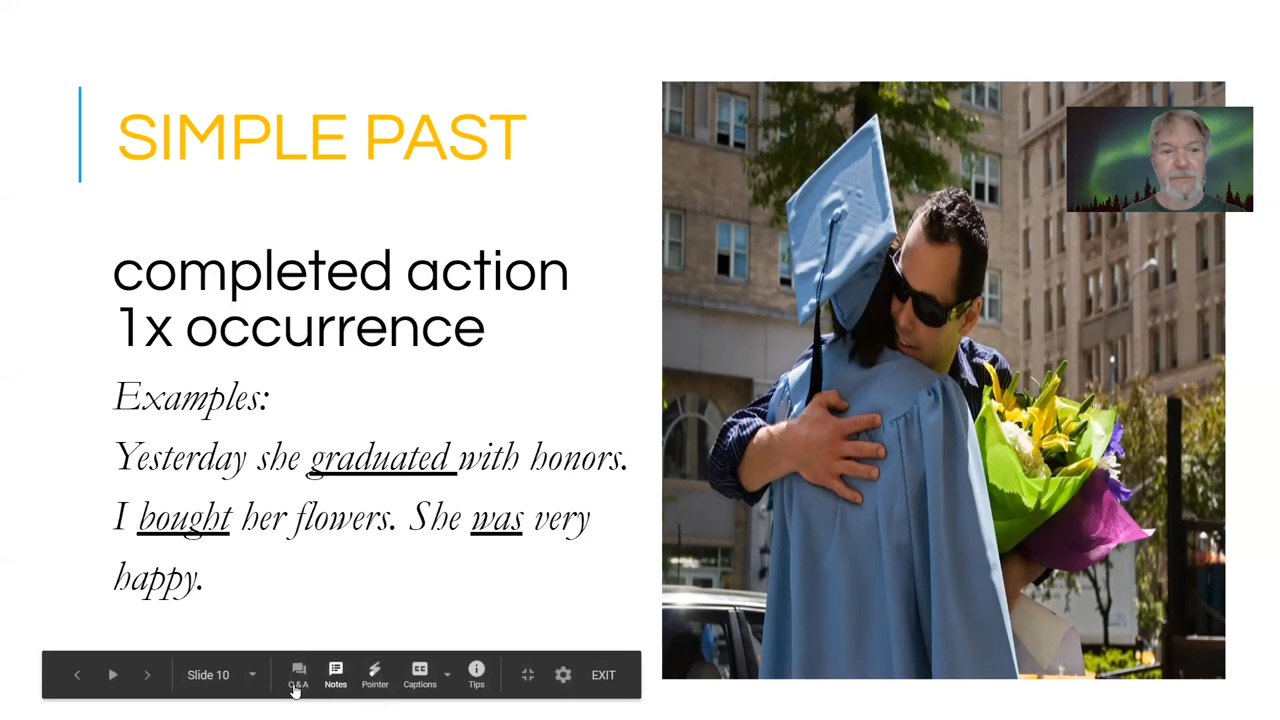 SIMPLE PAST
completed action
1x occurrence
Examples:
Yesterday she graduated with honors.
I bought her flowers. She was very
happy.
Slide 10
Q & A
Notes
Pointer
Captions
Tips
EXIT